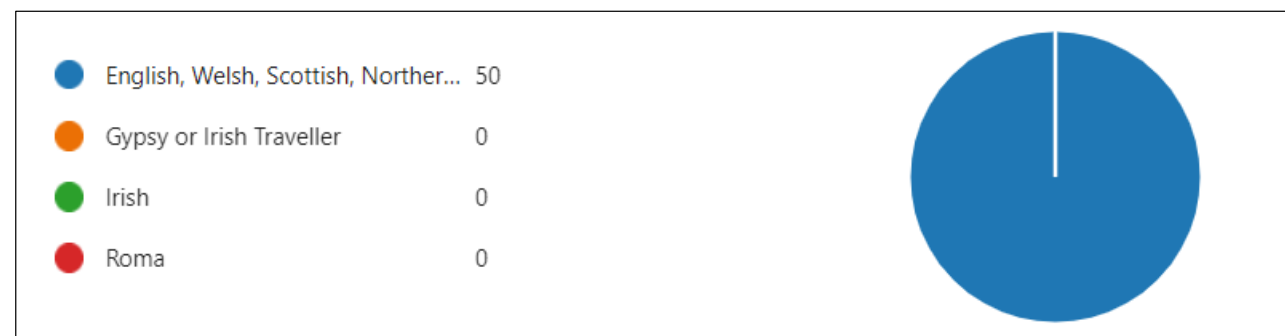 English, Welsh, Scottish, Norther... 50
Gypsy or Irish Traveller 0
Irish 0
Roma 0